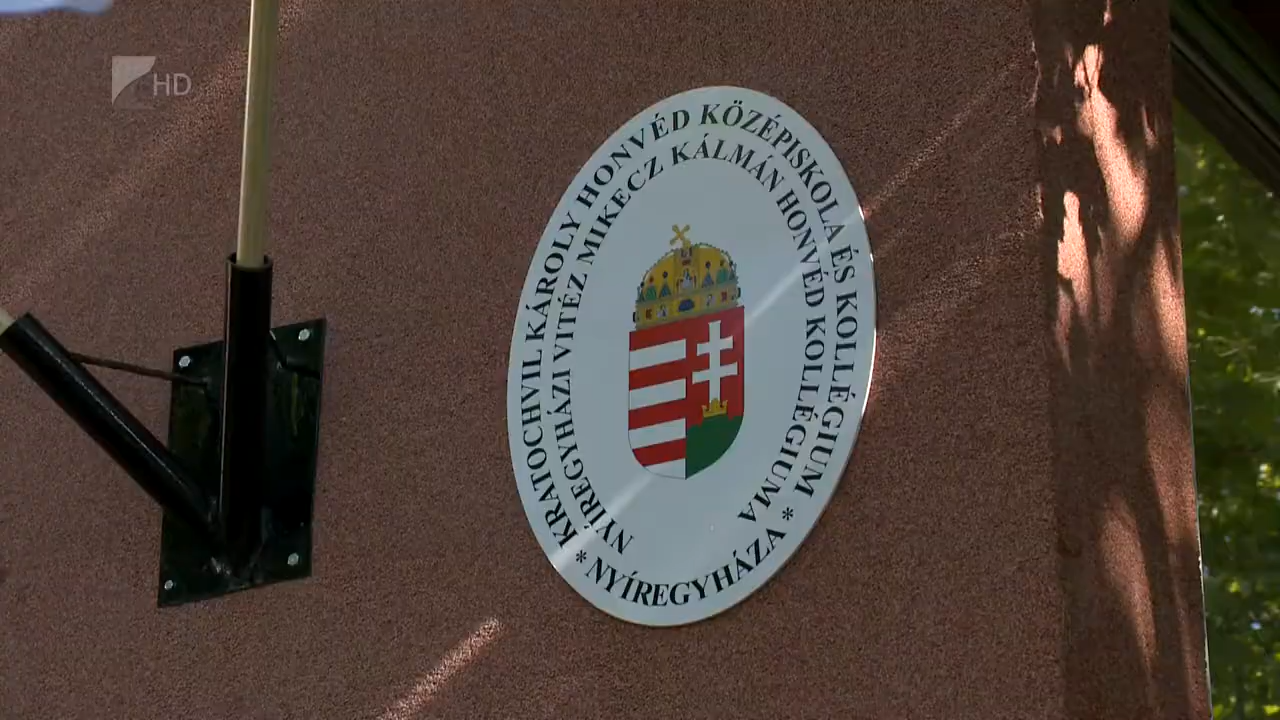 HD
KRATOCHVIL KÁROLY HONVÉD KÖZÉPISKOLA ÉS KOLLÉGIUM
* NYÍREGYHÁZA *
NYÍREGYHÁZI VITÉZ MIKECZ KÁLMÁN HONVÉD KOLLÉGIUMA